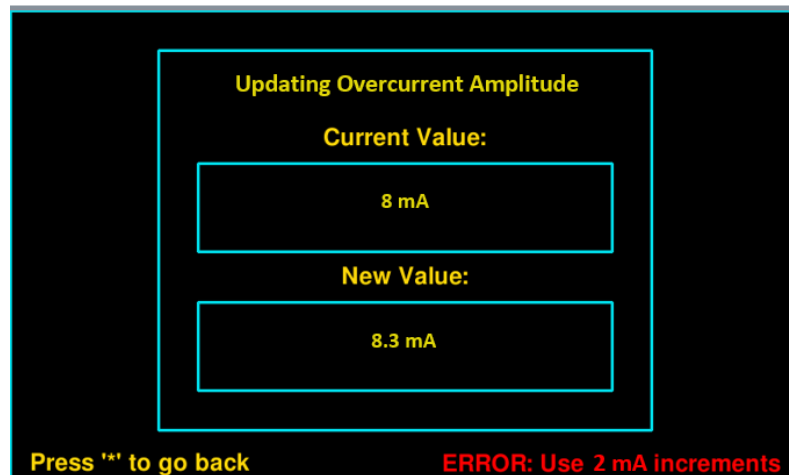 Updating Overcurrent Amplitude
Current Value:
8 mA
New Value:
8.3 mA
Press '*' to go back
ERROR: Use 2 mA increments